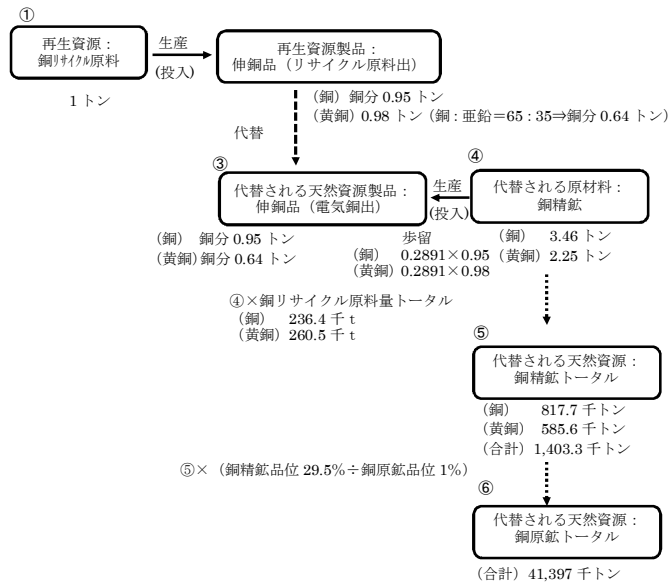 ①
再生資源：
銅ﾘｻｲｸﾙ原料
1 トン
生産
(投入)
再生資源製品：
伸銅品（リサイクル原料出）
（銅）銅分 0.95 トン
（黄銅）0.98 トン（銅：亜鉛＝65：35⇒銅分 0.64 トン）
代替
③
代替される天然資源製品：
伸銅品（電気銅出）
（銅） 銅分 0.95 トン
（黄銅）銅分 0.64 トン
生産
(投入)
歩留
（銅） 0.2891×0.95
（黄銅）0.2891×0.98
④
代替される原材料：
銅精鉱
（銅） 3.46 トン
（黄銅）2.25 トン
④×銅リサイクル原料量トータル
（銅） 236.4 千 t
（黄銅）260.5 千 t
⑤
代替される天然資源：
銅精鉱トータル
（銅） 817.7 千トン
（黄銅） 585.6 千トン
（合計）1,403.3 千トン
⑤×（銅精鉱品位 29.5%÷銅原鉱品位 1%）
⑥
代替される天然資源：
銅原鉱トータル
（合計）41,397 千トン